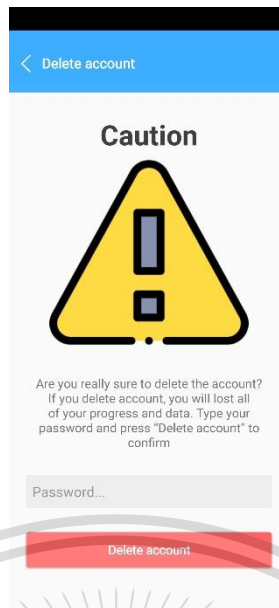 Delete account
Caution
Are you really sure to delete the account?
If you delete account, you will lost all
of your progress and data. Type your
password and press "Delete account" to
confirm
Password...
Delete account